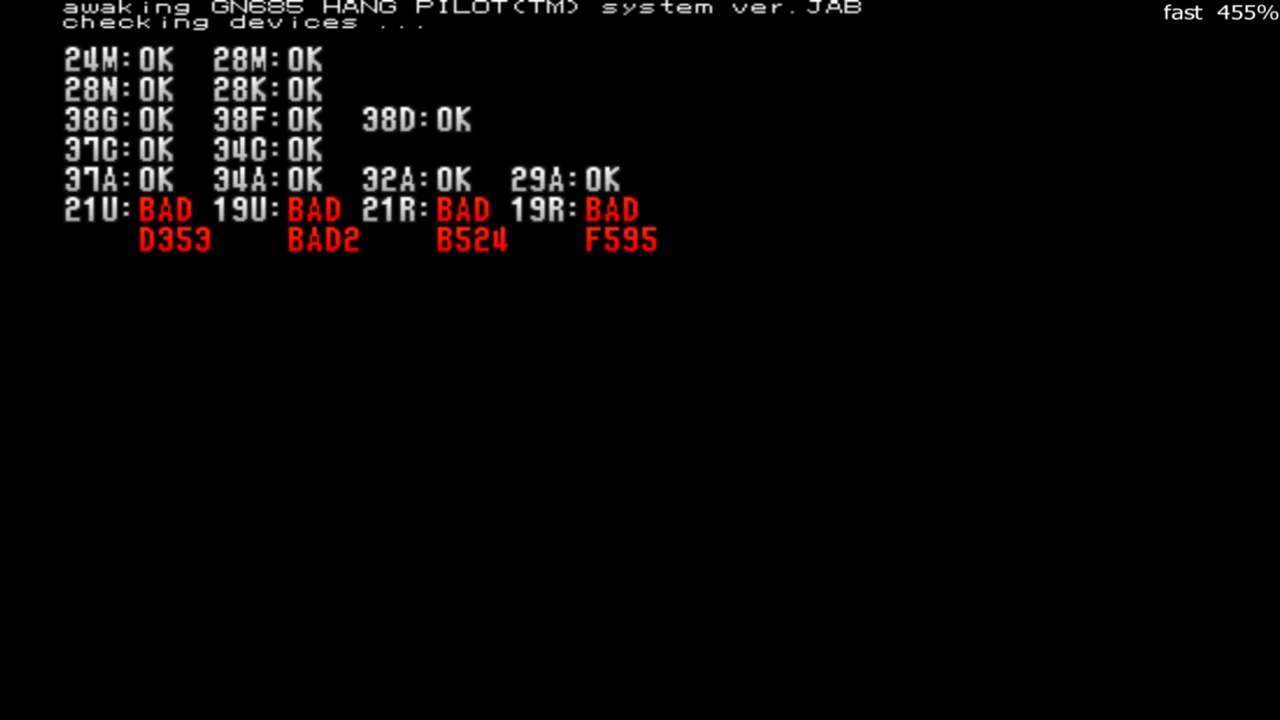 awaking GN685 HANG PILOT(TM) system ver.JAB
fast 455%
checking devices ...
24M:OK 28M:OK
28N:OK 28K:OK
38G:OK 38F:OK 38D:OK
37C:OK 34C:OK
37A:OK 34A:OK 32A:OK 29A:OK
21U:BAD 19U:BAD 21R:BAD 19R:BAD
D353 BAD2 B524 F595